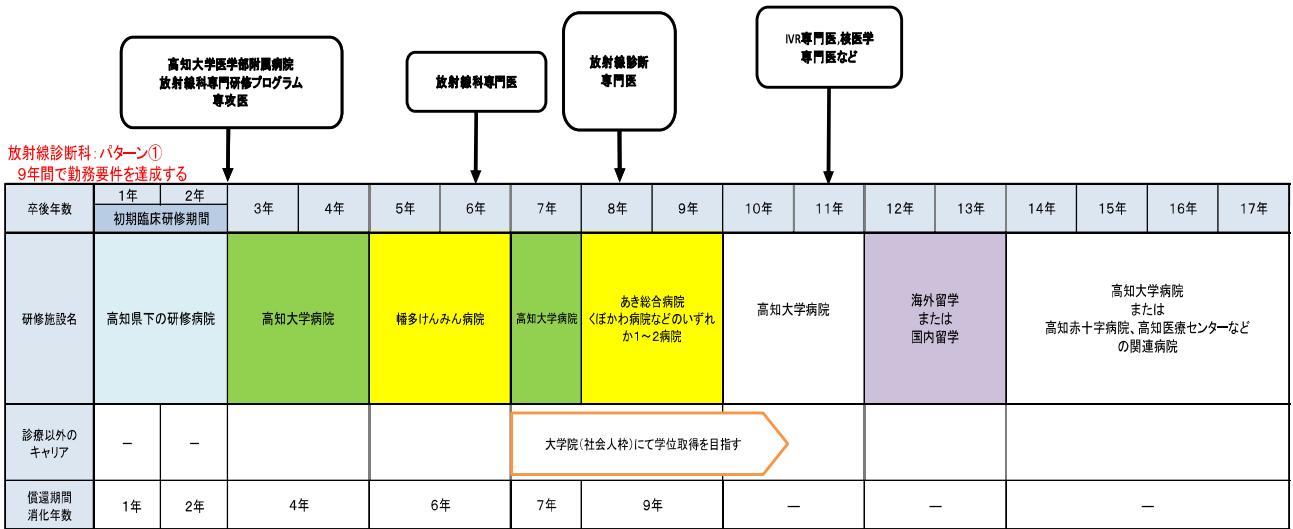 高知大学医学部附属病院
放射線科専門研修プログラム
専攻医
放射線科専門医
放射線診断
専門医
IVR専門医,核医学
専門医など
放射線診断科:パターン①
9年間で勤務要件を達成する
卒後年数
1年
2年
初期臨床研修期間
3年
4年
5年
6年
7年
8年
9年
10年
11年
12年
13年
14年
15年
16年
17年
研修施設名
高知県下の研修病院
高知大学病院
幡多けんみん病院
高知大学病院
あき総合病院
くぼかわ病院などのいずれ
か1~2病院
高知大学病院
海外留学
または
国内留学
高知大学病院
または
高知赤十字病院、高知医療センターなど
の関連病院
診療以外の
キャリア
―
―
大学院(社会人枠)にて学位取得を目指す
償還期間
消化年数
1年
2年
4年
6年
7年
9年
―
―
―